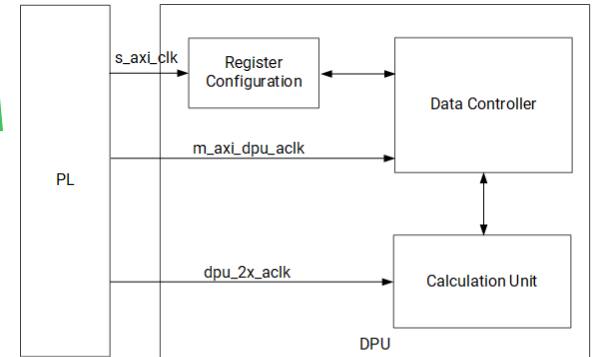 s_axi_clk
Register
Configuration
Data Controller
m_axi_dpu_aclk
PL
dpu_2x_aclk
Calculation Unit
DPU